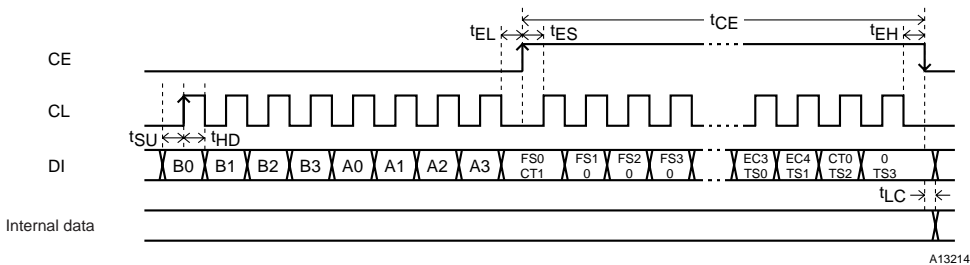 tCE
tEL tES tEH
CE
CL
tSU tHD
DI B0 B1 B2 B3 A0 A1 A2 A3 FS0 FS1 FS2 FS3 EC3 EC4 CT0 0
CT1 0 0 0 TS0 TS1 TS2 TS3
tLC
Internal data
A13214